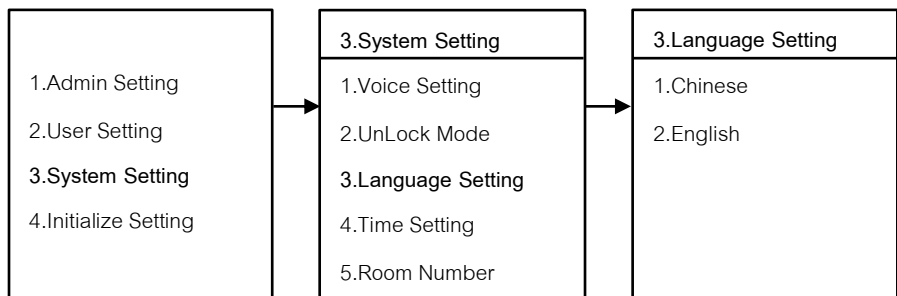 1.Admin Setting
2.User Setting
3.System Setting
4.Initialize Setting
3.System Setting
1.Voice Setting
2.UnLock Mode
3.Language Setting
4.Time Setting
5.Room Number
3.Language Setting
1.Chinese
2.English